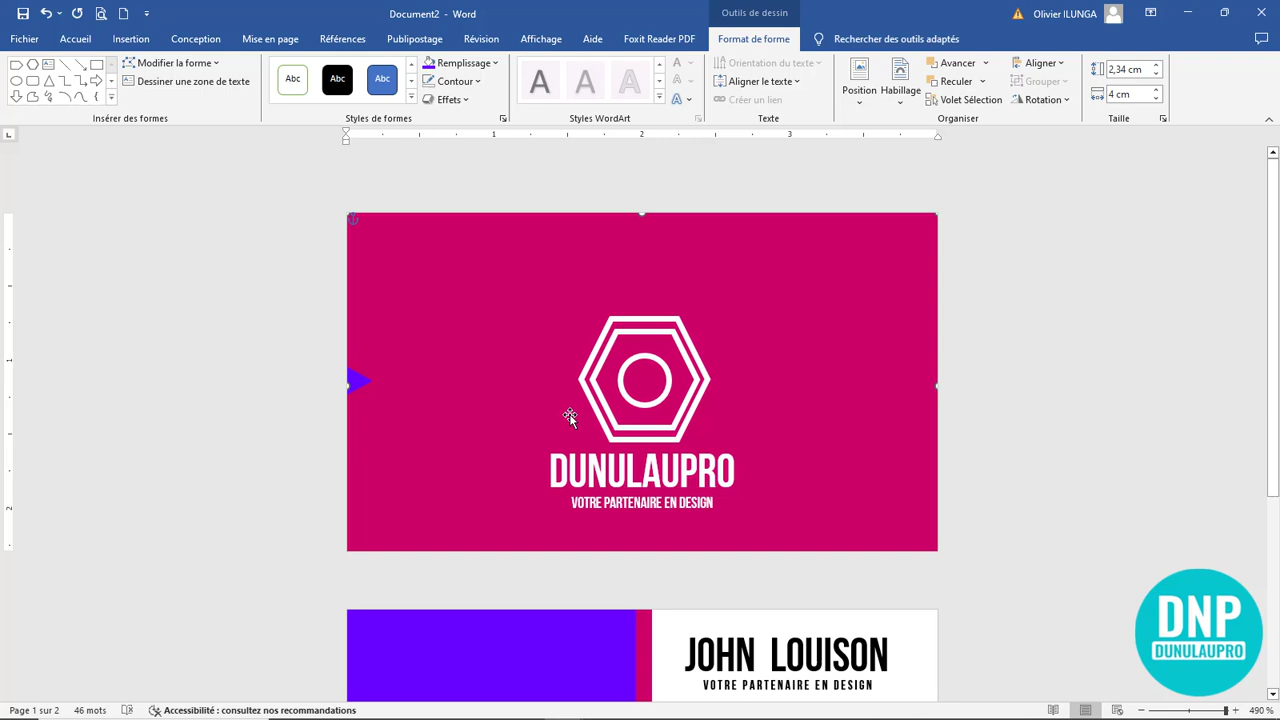 Document2 - Word
Outils de dessin
Olivier ILUNGA
Fichier
Accueil
Insertion
Conception
Mise en page
Références
Publipostage
Révision
Affichage
Aide
Foxit Reader PDF
Format de forme
Rechercher des outils adaptés
Modifier la forme
Dessiner une zone de texte
Insérer des formes
Abc
Abc
Abc
Remplissage
Contour
Effets
Styles de formes
A
A
A
Styles WordArt
Orientation du texte
Aligner le texte
Créer un lien
Texte
Position
Habillage
Avancer
Reculer
Volet Sélection
Aligner
Grouper
Rotation
Organiser
2,34 cm
4 cm
Taille
1
2
3
1
2
DUNULAUPRO
VOTRE PARTENAIRE EN DESIGN
JOHN LOUISON
VOTRE PARTENAIRE EN DESIGN
DNP
DUNULAUPRO
Page 1 sur 2
46 mots
Accessibilité : consultez nos recommandations
490 %